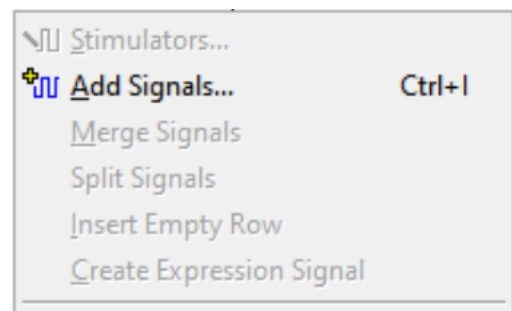 Stimulators...
Add Signals... Ctrl+I
Merge Signals
Split Signals
Insert Empty Row
Create Expression Signal